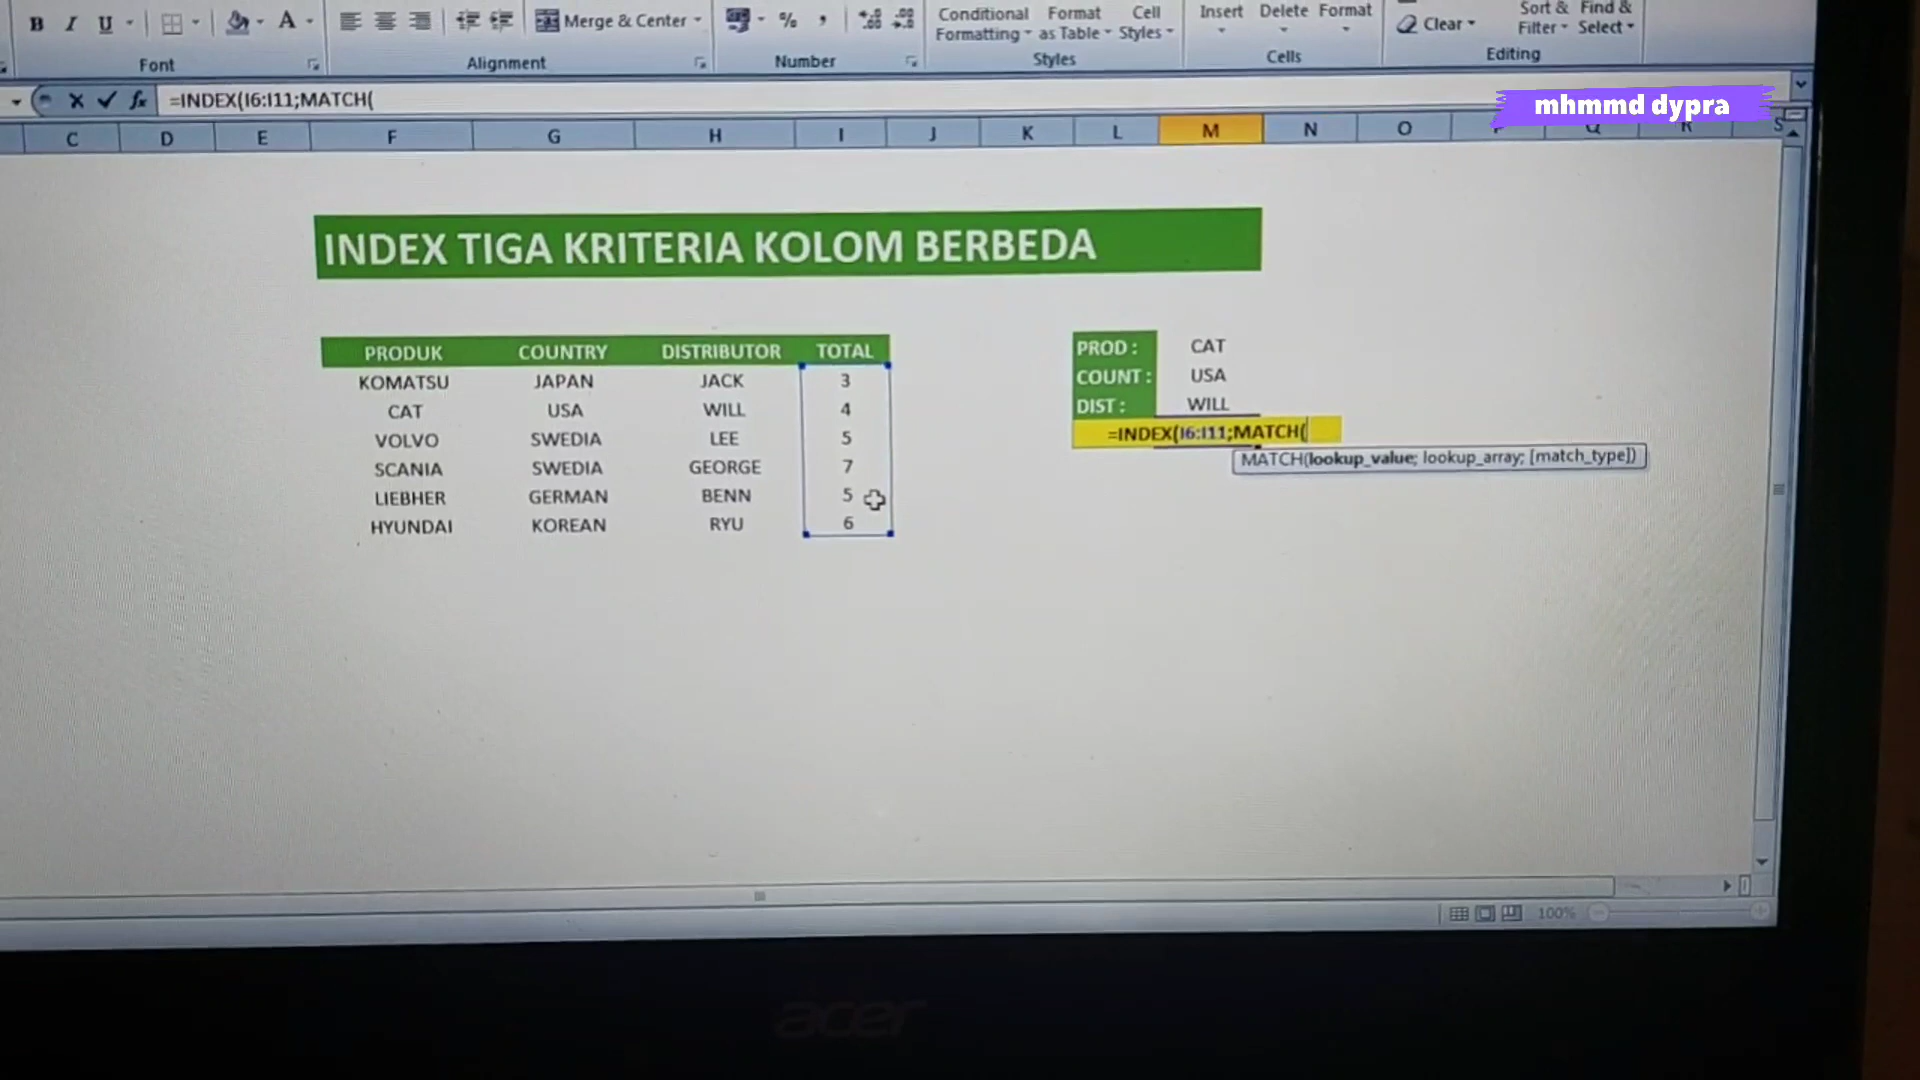 B I U A Merge & Center % , Conditional Formatting Format as Table Cell Styles Insert Delete Format Clear Sort & Filter Find & Select
Font Alignment Number Styles Cells Editing
fx =INDEX(I6:I11;MATCH(
mhmmd dypra
C D E F G H I J K L M N O Q R S
INDEX TIGA KRITERIA KOLOM BERBEDA
PRODUK COUNTRY DISTRIBUTOR TOTAL
KOMATSU JAPAN JACK 3
CAT USA WILL 4
VOLVO SWEDIA LEE 5
SCANIA SWEDIA GEORGE 7
LIEBHER GERMAN BENN 5
HYUNDAI KOREAN RYU 6
PROD : CAT
COUNT : USA
DIST : WILL
=INDEX(I6:I11;MATCH(
MATCH(lookup_value; lookup_array; [match_type])
100%
acer